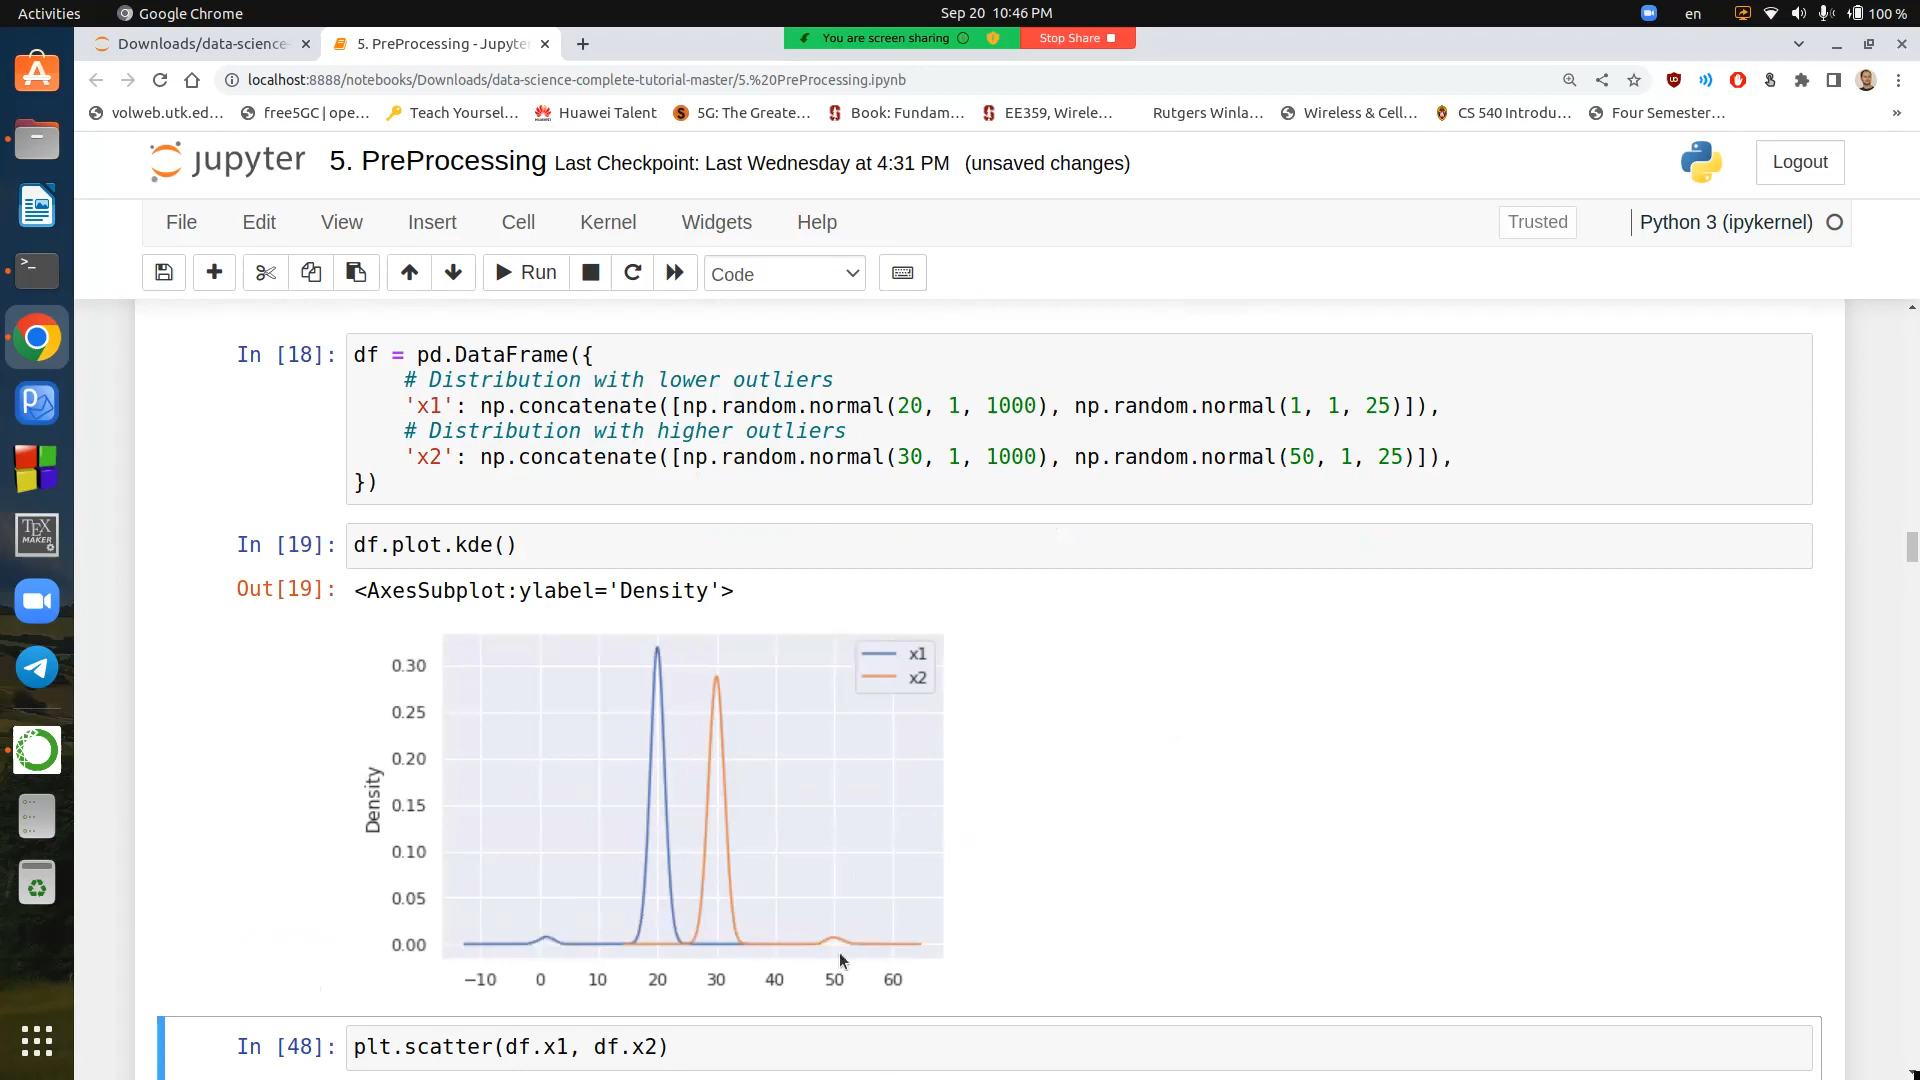 Activities
Google Chrome
Sep 20 10:46 PM
en
100 %
Downloads/data-science-
5. PreProcessing - Jupyte
You are screen sharing
Stop Share
localhost:8888/notebooks/Downloads/data-science-complete-tutorial-master/5.%20PreProcessing.ipynb
volweb.utk.ed…
free5GC | ope…
Teach Yoursel…
Huawei Talent
5G: The Greate…
Book: Fundam…
EE359, Wirele…
Rutgers Winla…
Wireless & Cell…
CS 540 Introdu…
Four Semester…
»
jupyter
5. PreProcessing Last Checkpoint: Last Wednesday at 4:31 PM (unsaved changes)
Logout
File
Edit
View
Insert
Cell
Kernel
Widgets
Help
Trusted
Python 3 (ipykernel)
Run
Code
In [18]:
df = pd.DataFrame({
# Distribution with lower outliers
'x1': np.concatenate([np.random.normal(20, 1, 1000), np.random.normal(1, 1, 25)]),
# Distribution with higher outliers
'x2': np.concatenate([np.random.normal(30, 1, 1000), np.random.normal(50, 1, 25)]),
})
In [19]:
df.plot.kde()
Out[19]:
<AxesSubplot:ylabel='Density'>
x1
x2
0.30
0.25
0.20
0.15
0.10
0.05
0.00
Density
−10 0 10 20 30 40 50 60
In [48]:
plt.scatter(df.x1, df.x2)
TEX
MAKER